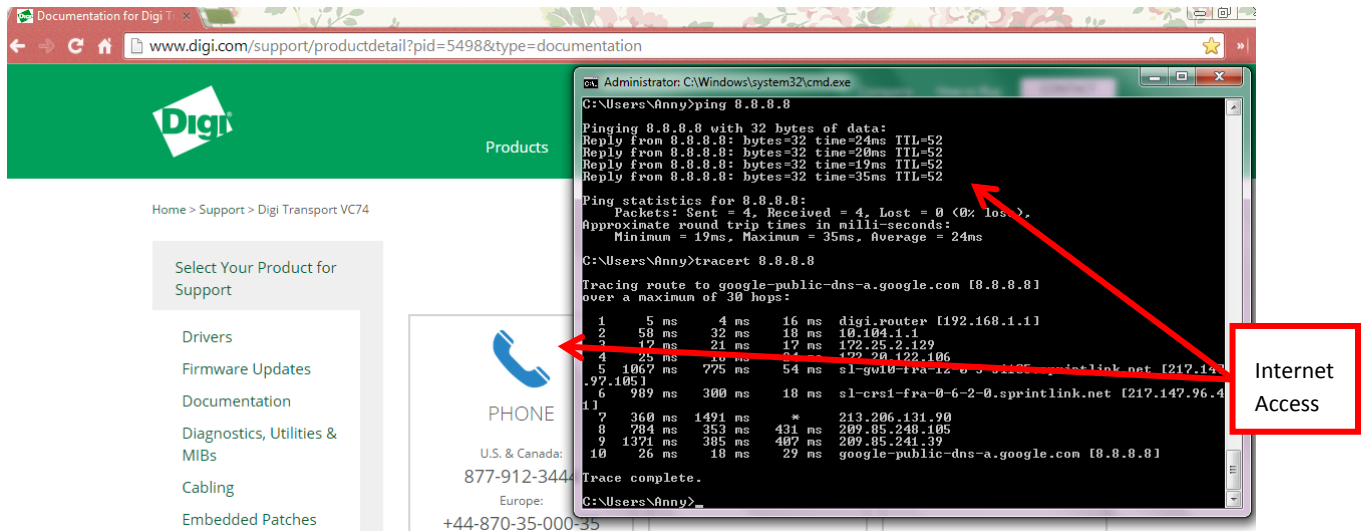 Documentation for Digi Tr
www.digi.com/support/productdetail?pid=5498&type=documentation
Digi
Products
Home > Support > Digi Transport VC74
Select Your Product for
Support
Drivers
Firmware Updates
Documentation
Diagnostics, Utilities &
MIBs
Cabling
Embedded Patches
PHONE
U.S. & Canada:
877-912-3444
Europe:
+44-870-35-000-35
Administrator: C:\Windows\system32\cmd.exe
C:\Users\Anny>ping 8.8.8.8
Pinging 8.8.8.8 with 32 bytes of data:
Reply from 8.8.8.8: bytes=32 time=24ms TTL=52
Reply from 8.8.8.8: bytes=32 time=20ms TTL=52
Reply from 8.8.8.8: bytes=32 time=19ms TTL=52
Reply from 8.8.8.8: bytes=32 time=35ms TTL=52
Ping statistics for 8.8.8.8:
Packets: Sent = 4, Received = 4, Lost = 0 (0% loss),
Approximate round trip times in milli-seconds:
Minimum = 19ms, Maximum = 35ms, Average = 24ms
C:\Users\Anny>tracert 8.8.8.8
Tracing route to google-public-dns-a.google.com [8.8.8.8]
over a maximum of 30 hops:
1 5 ms 4 ms 16 ms digi.router [192.168.1.1]
2 58 ms 32 ms 18 ms 10.104.1.1
3 17 ms 21 ms 17 ms 172.25.2.129
4 25 ms ms ms 172.20.122.106
5 1067 ms 775 ms 54 ms [217.147
.97.105]
6 989 ms 300 ms 18 ms sl-crs1-fra-0-6-2-0.sprintlink.net [217.147.96.4
1]
7 360 ms 1491 ms * 213.206.131.90
8 784 ms 353 ms 431 ms 209.85.248.105
9 1371 ms 385 ms 407 ms 209.85.241.39
10 26 ms 18 ms 29 ms google-public-dns-a.google.com [8.8.8.8]
Trace complete.
C:\Users\Anny>_
Internet
Access